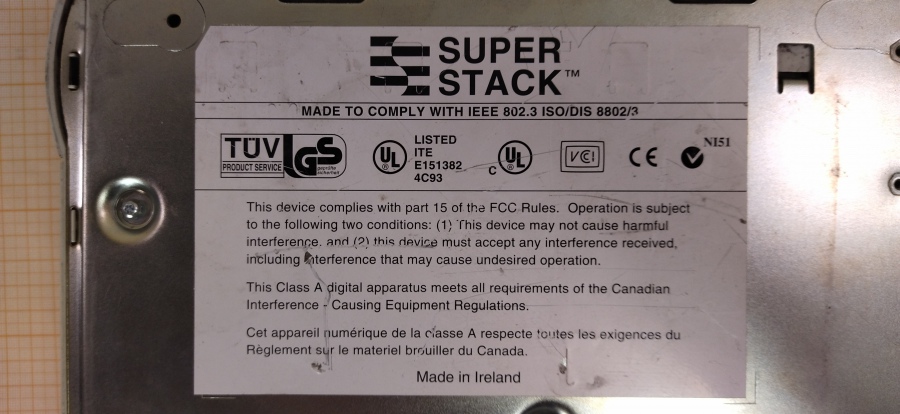 SUPER
STACK™
MADE TO COMPLY WITH IEEE 802.3 ISO/DIS 8802/3
TÜV
PRODUCT SERVICE
GS
geprüfte
Sicherheit
UL
LISTED
ITE
E151382
4C93
C UL
VCI
CE
NI51
This device complies with part 15 of the FCC Rules. Operation is subject
to the following two conditions: (1) This device may not cause harmful
interference, and (2) this device must accept any interference received,
including interference that may cause undesired operation.
This Class A digital apparatus meets all requirements of the Canadian
Interference - Causing Equipment Regulations.
Cet appareil numérique de la classe A respecte toutes les exigences du
Règlement sur le materiel brouiller du Canada.
Made in Ireland